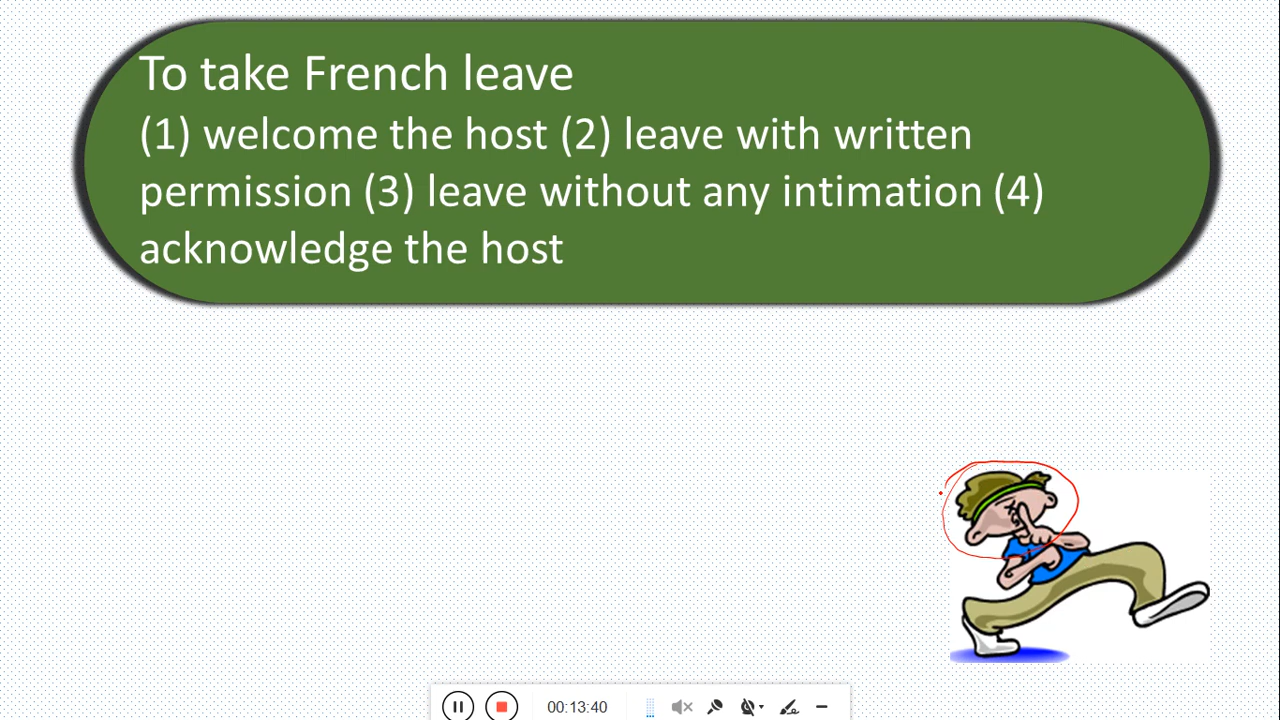 To take French leave
(1) welcome the host (2) leave with written
permission (3) leave without any intimation (4)
acknowledge the host
00:13:40